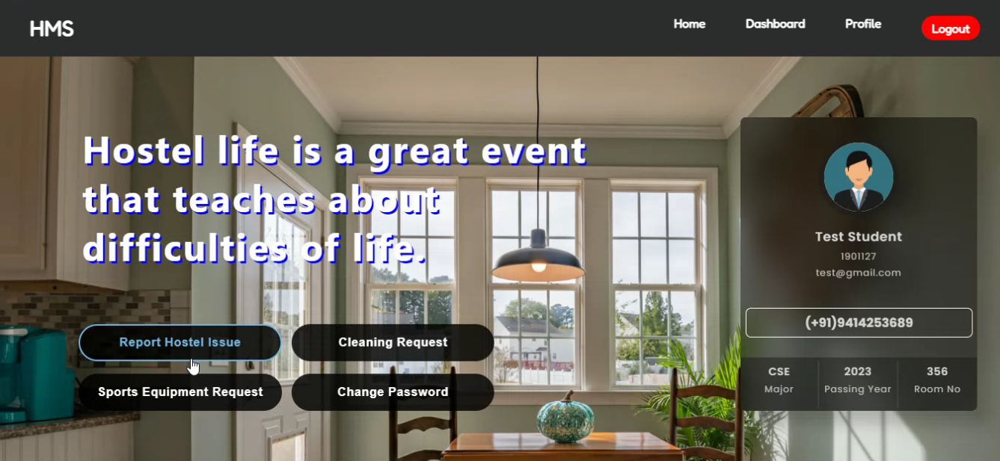 HMS
Home
Dashboard
Profile
Logout
Hostel life is a great event
that teaches about
difficulties of life.
Report Hostel Issue
Cleaning Request
Sports Equipment Request
Change Password
Test Student
1901127
test@gmail.com
(+91)9414253689
CSE
Major
2023
Passing Year
356
Room No